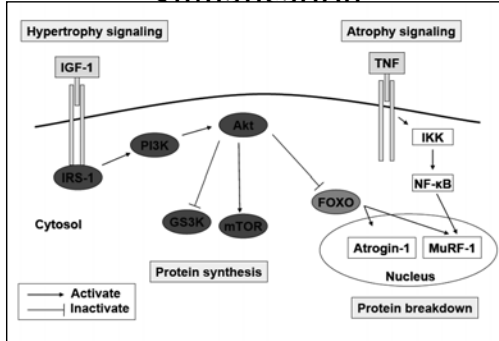 Hypertrophy signaling
Atrophy signaling
IGF-1
TNF
Akt
PI3K
IKK
IRS-1
NF-κB
FOXO
Cytosol
GS3K
mTOR
Atrogin-1
MuRF-1
Nucleus
Protein synthesis
Activate
Inactivate
Protein breakdown